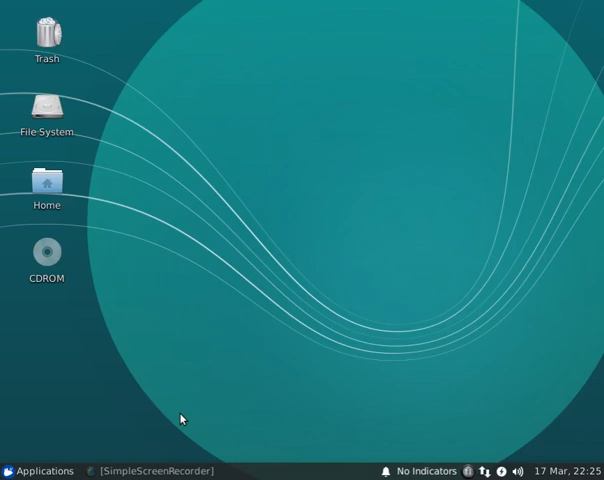 Trash
File System
Home
CDROM
Applications
[SimpleScreenRecorder]
No Indicators
17 Mar, 22:25